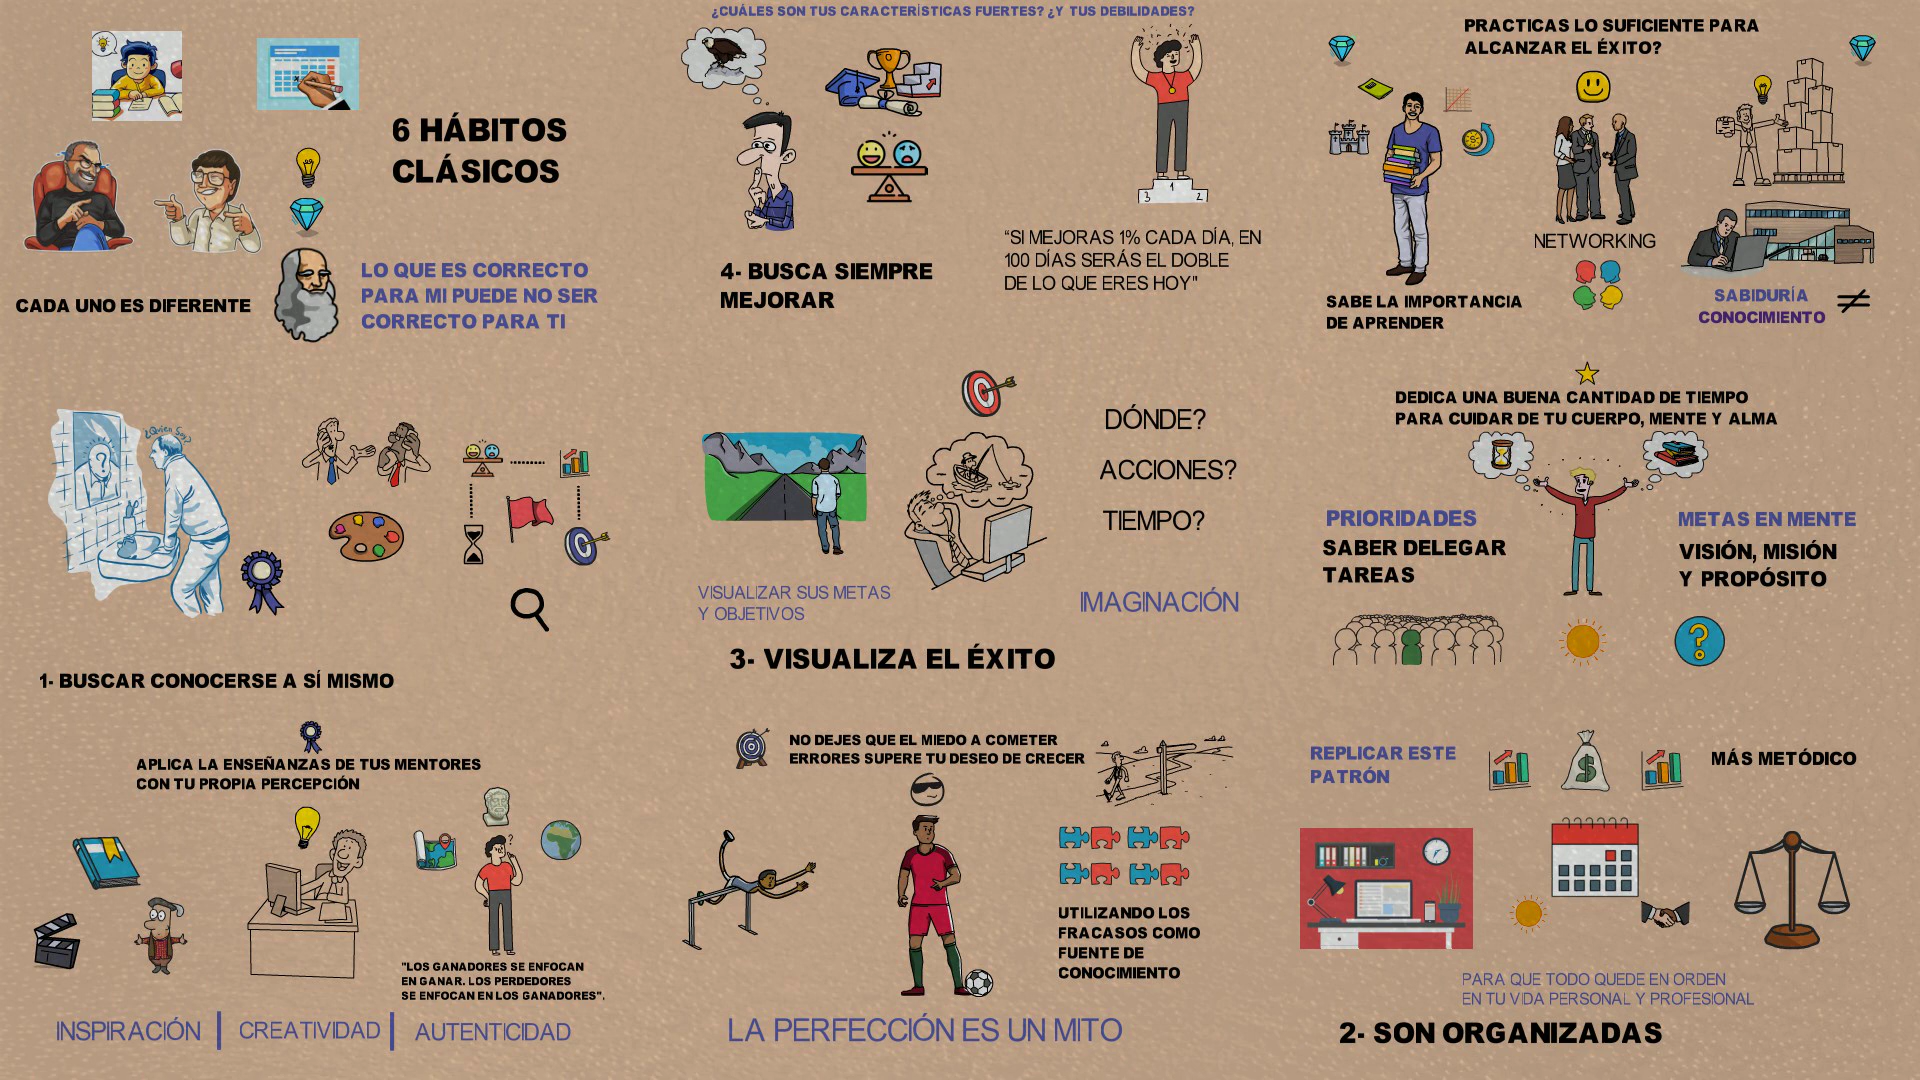 6 HÁBITOS
CLÁSICOS
CADA UNO ES DIFERENTE
LO QUE ES CORRECTO
PARA MI PUEDE NO SER
CORRECTO PARA TI
¿CUÁLES SON TUS CARACTERÍSTICAS FUERTES? ¿Y TUS DEBILIDADES?
3 1 2
"SI MEJORAS 1% CADA DÍA, EN
100 DÍAS SERÁS EL DOBLE
DE LO QUE ERES HOY"
4- BUSCA SIEMPRE
MEJORAR
PRACTICAS LO SUFICIENTE PARA
ALCANZAR EL ÉXITO?
NETWORKING
SABE LA IMPORTANCIA
DE APRENDER
SABIDURÍA
CONOCIMIENTO ≠
¿Quien Soy?
?
1- BUSCAR CONOCERSE A SÍ MISMO
DÓNDE?
ACCIONES?
TIEMPO?
VISUALIZAR SUS METAS
Y OBJETIVOS
IMAGINACIÓN
3- VISUALIZA EL ÉXITO
DEDICA UNA BUENA CANTIDAD DE TIEMPO
PARA CUIDAR DE TU CUERPO, MENTE Y ALMA
PRIORIDADES
SABER DELEGAR
TAREAS
METAS EN MENTE
VISIÓN, MISIÓN
Y PROPÓSITO
?
APLICA LA ENSEÑANZAS DE TUS MENTORES
CON TU PROPIA PERCEPCIÓN
?
"LOS GANADORES SE ENFOCAN
EN GANAR. LOS PERDEDORES
SE ENFOCAN EN LOS GANADORES".
INSPIRACIÓN | CREATIVIDAD | AUTENTICIDAD
NO DEJES QUE EL MIEDO A COMETER
ERRORES SUPERE TU DESEO DE CRECER
UTILIZANDO LOS
FRACASOS COMO
FUENTE DE
CONOCIMIENTO
LA PERFECCIÓN ES UN MITO
REPLICAR ESTE
PATRÓN
$
MÁS METÓDICO
PARA QUE TODO QUEDE EN ORDEN
EN TU VIDA PERSONAL Y PROFESIONAL
2- SON ORGANIZADAS